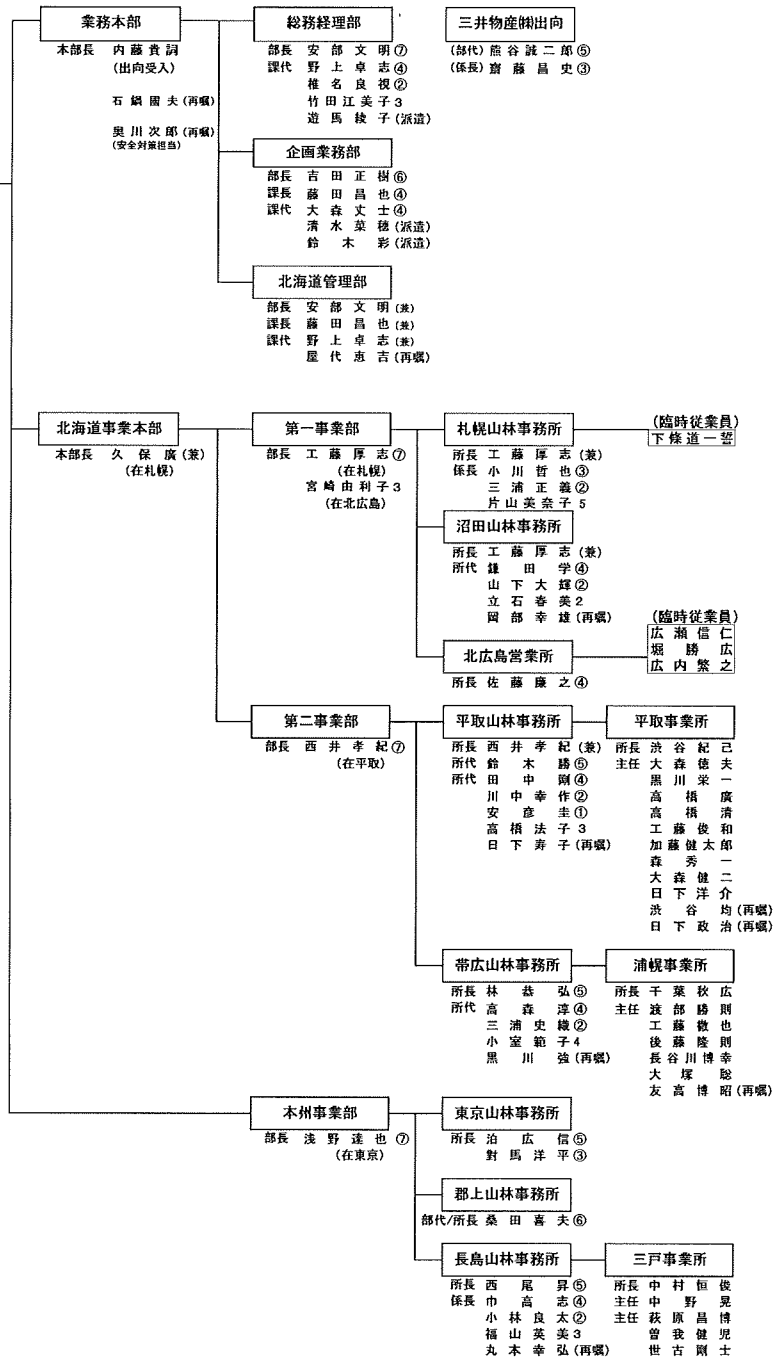 業務本部
本部長 内藤貴詞
(出向受入)
石鍋國夫(再嘱)
奥川次郎(再嘱)
(安全対策担当)
総務経理部
部長 安部文明⑦
課代 野上卓志④
椎名良視②
竹田江美子3
遊馬綾子(派遣)
三井物産㈱出向
(部代) 熊谷誠二郎⑤
(係長) 齋藤昌史③
企画業務部
部長 吉田正樹⑥
課長 藤田昌也④
課代 大森丈士④
清水菜穂(派遣)
鈴木彩(派遣)
北海道管理部
部長 安部文明(兼)
課長 藤田昌也(兼)
課代 野上卓志(兼)
屋代恵吉(再嘱)
北海道事業本部
本部長 久保廣(兼)
(在札幌)
第一事業部
部長 工藤厚志⑦
(在札幌)
宮崎由利子3
(在北広島)
札幌山林事務所
所長 工藤厚志(兼)
係長 小川哲也③
三浦正義②
片山美奈子5
(臨時従業員)
下條道一誓
沼田山林事務所
所長 工藤厚志(兼)
所代 鎌田学④
山下大輝②
立石春美2
岡部幸雄(再嘱)
北広島営業所
所長 佐藤廉之④
(臨時従業員)
広瀬信仁
堀勝広
広内繁之
第二事業部
部長 西井孝紀⑦
(在平取)
平取山林事務所
所長 西井孝紀(兼)
所代 鈴木勝⑤
所代 田中剛④
川中幸作②
安彦圭①
高橋法子3
日下寿子(再嘱)
平取事業所
所長 渋谷紀己
主任 大森徳夫
黒川栄一
高橋廣
高橋清
工藤俊和
加藤健太郎
森秀一
大森健二
日下洋介
渋谷均(再嘱)
日下政治(再嘱)
帯広山林事務所
所長 林恭弘⑤
所代 高森淳④
三浦史織②
小室範子4
黒川強(再嘱)
浦幌事業所
所長 千葉秋広
主任 渡部勝則
工藤徹也
後藤隆則
長谷川博幸
大塚聡
友高博昭(再嘱)
本州事業部
部長 浅野達也⑦
(在東京)
東京山林事務所
所長 泊広信⑤
對馬洋平③
郡上山林事務所
部代/所長 桑田喜夫⑥
長島山林事務所
所長 西尾昇⑤
係長 巾高志④
小林良太②
福山英美3
丸本幸弘(再嘱)
三戸事業所
所長 中村恒俊
主任 中野晃
主任 萩原昌博
曽我健児
世古剛士